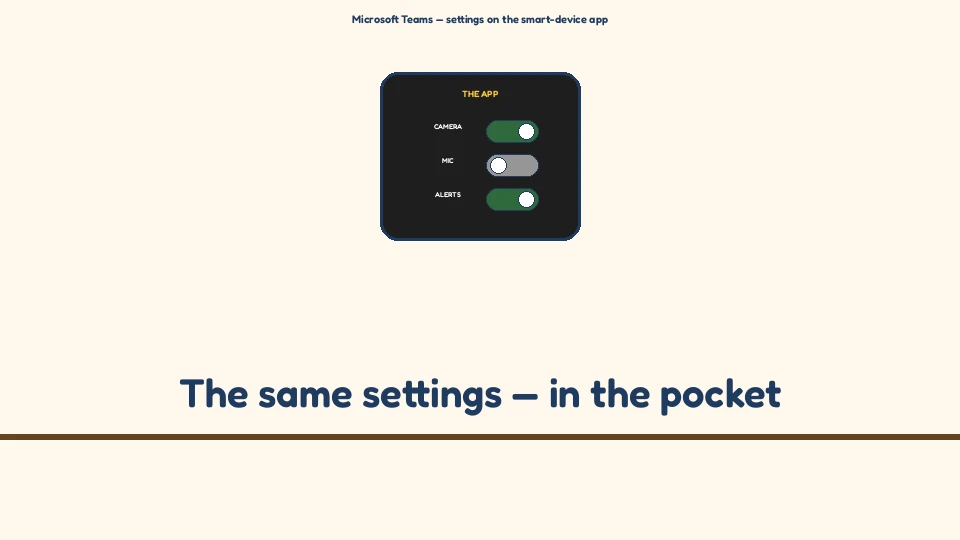 Microsoft Teams — settings on the smart-device app
THE APP
CAMERA
MIC
ALERTS
The same settings — in the pocket